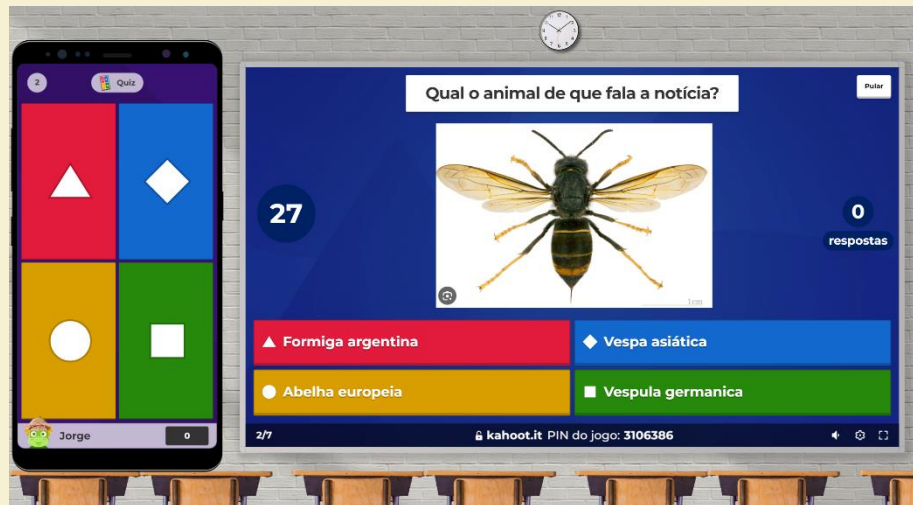 2
Quiz
Jorge
0
Qual o animal de que fala a notícia?
Pular
27
0
respostas
1cm
Formiga argentina
Vespa asiática
Abelha europeia
Vespula germanica
2/7
kahoot.it PIN do jogo: 3106386